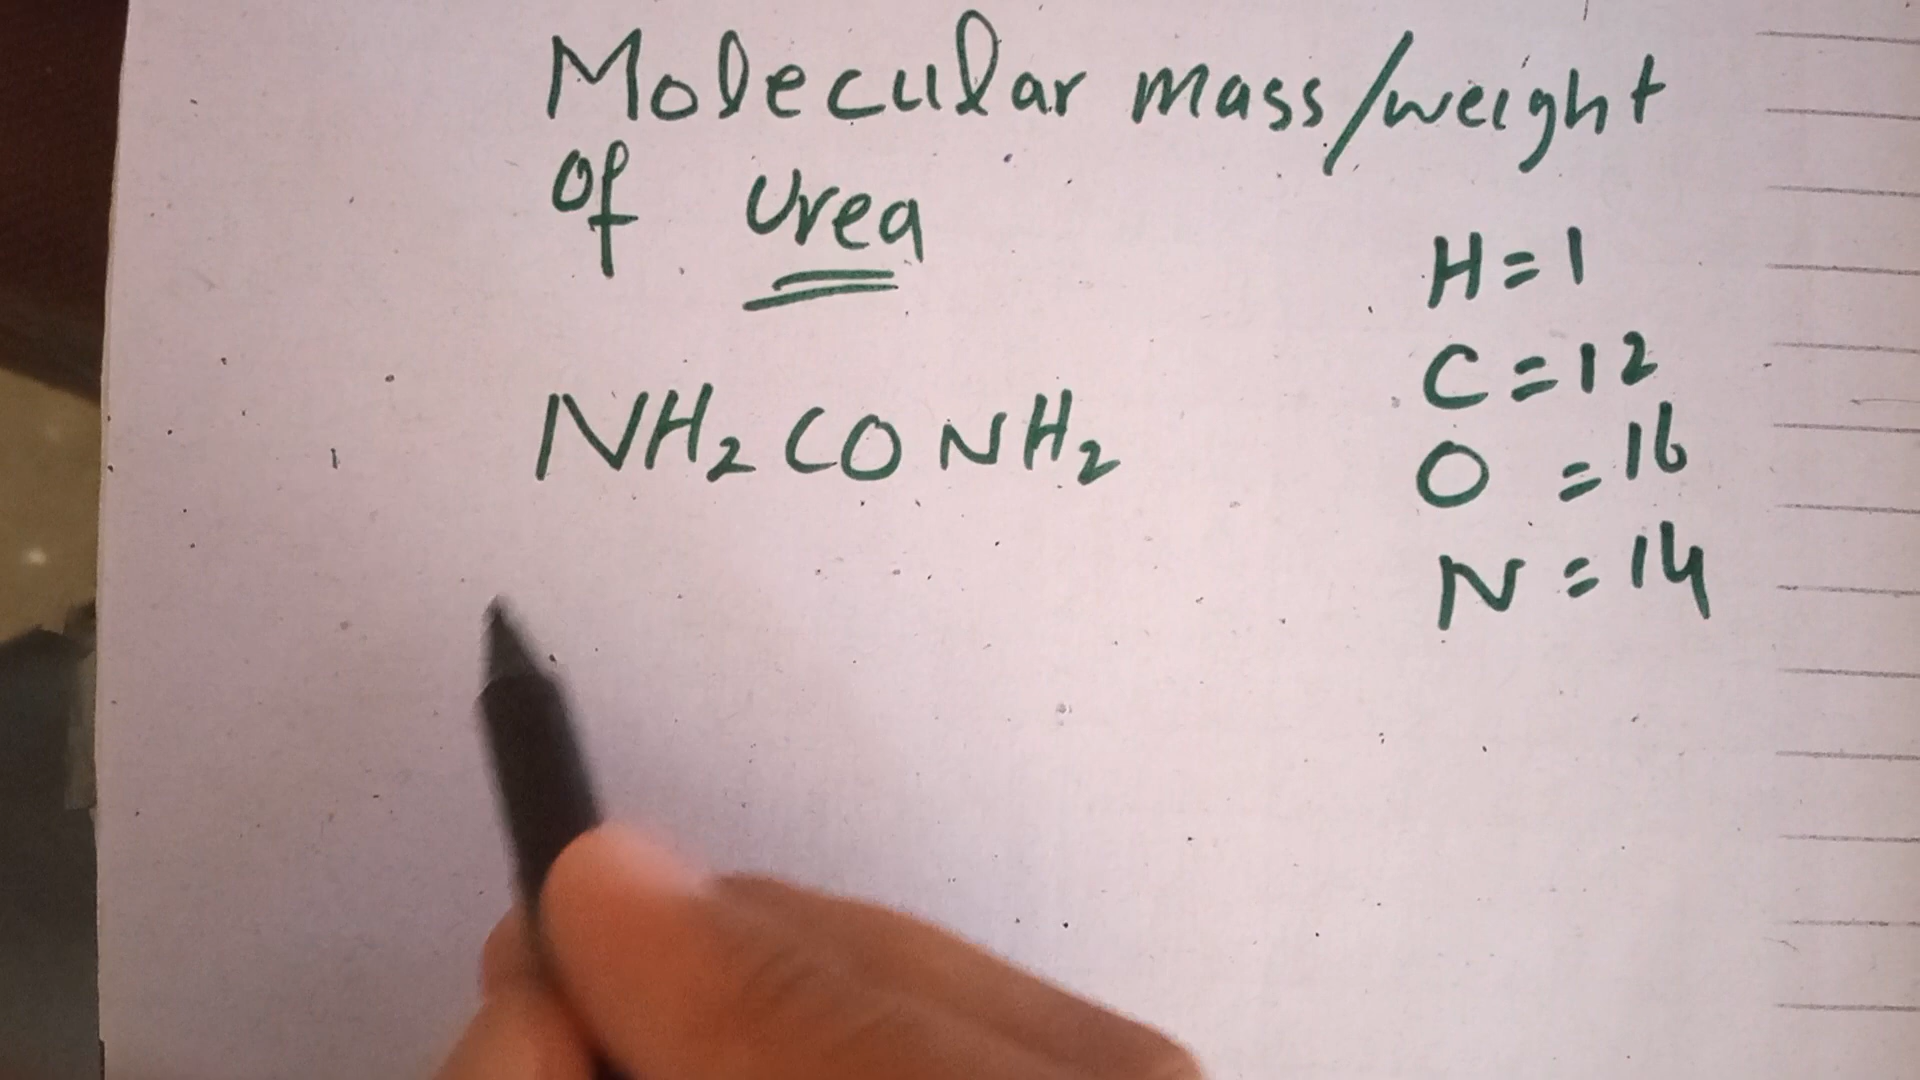 Molecular mass/weight
of Urea
H=1
C=12
NH₂CONH₂
O=16
N=14